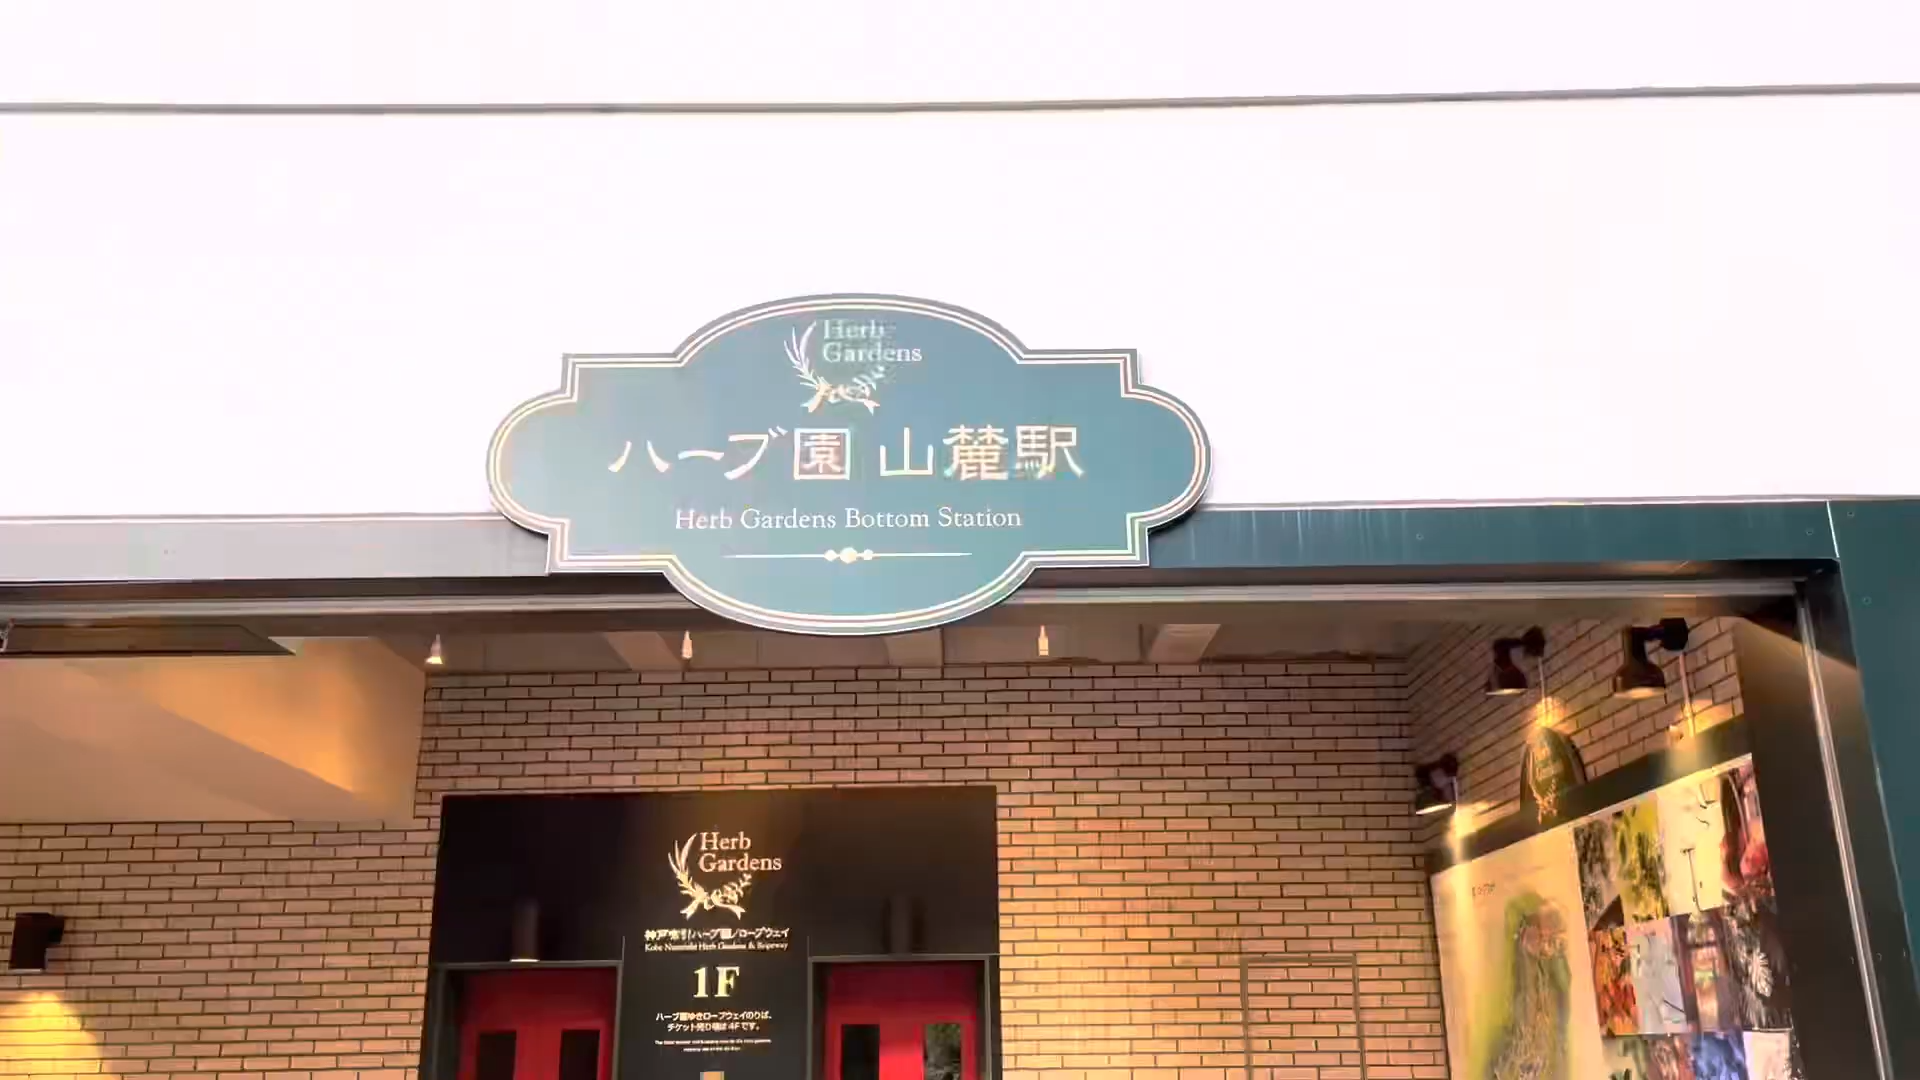 Herb
Gardens
ハーブ園 山麓駅
Herb Gardens Bottom Station
Herb
Gardens
神戸布引ハーブ園/ロープウェイ
Kobe Nunobiki Herb Gardens & Ropeway
1F
ハーブ園ゆきロープウェイのりば、
チケット売り場は4Fです。